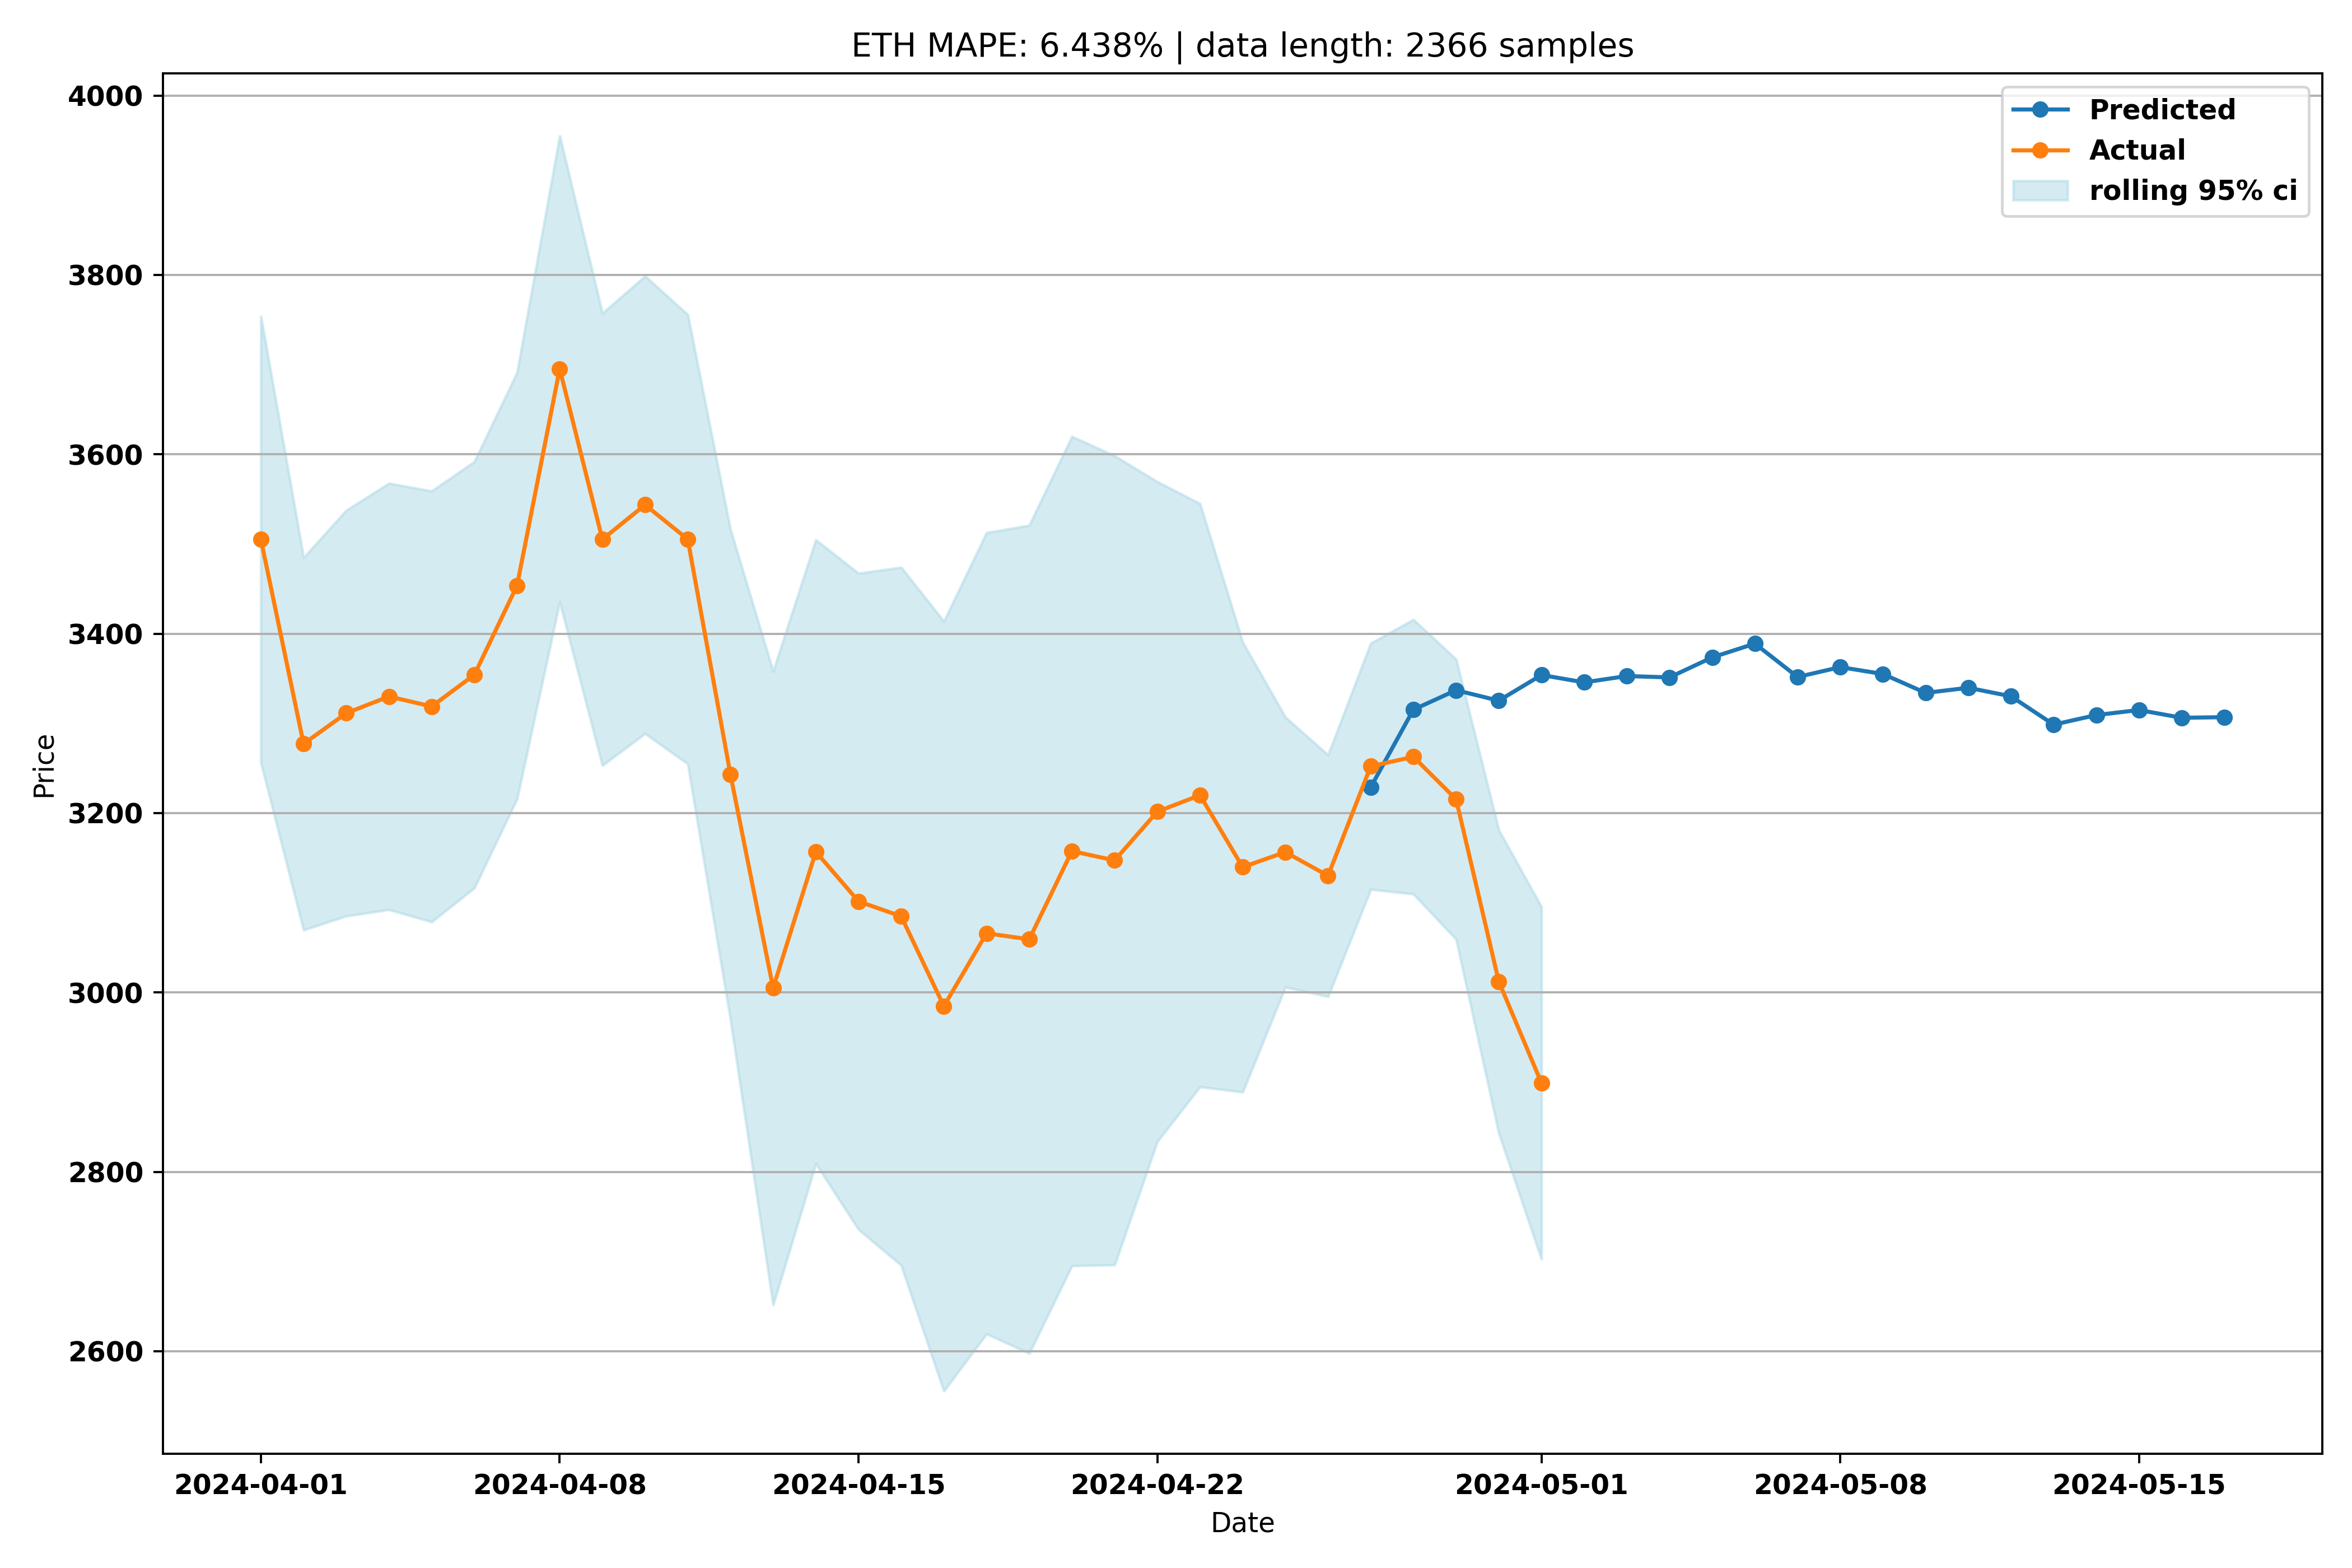 ETH MAPE: 6.438% | data length: 2366 samples
4000
3800
3600
3400
3200
3000
2800
2600
Price
Predicted
Actual
rolling 95% ci
2024-04-01
2024-04-08
2024-04-15
2024-04-22
2024-05-01
2024-05-08
2024-05-15
Date